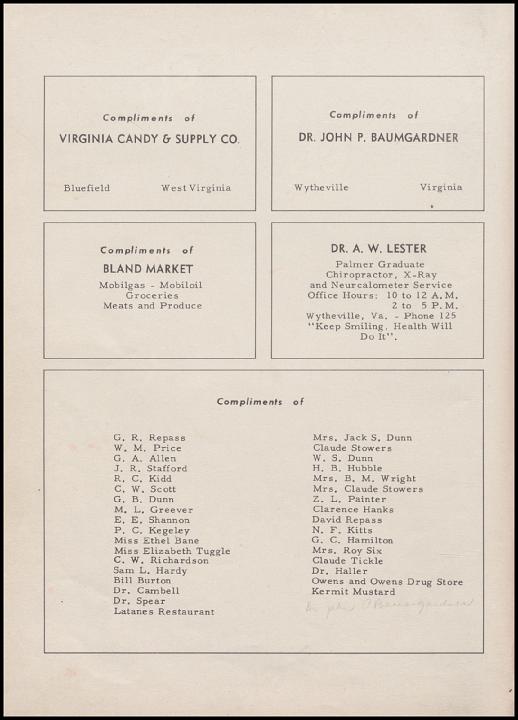 Compliments of
VIRGINIA CANDY & SUPPLY CO.
Bluefield West Virginia
Compliments of
DR. JOHN P. BAUMGARDNER
Wytheville Virginia
Compliments of
BLAND MARKET
Mobilgas - Mobiloil
Groceries
Meats and Produce
DR. A. W. LESTER
Palmer Graduate
Chiropractor, X-Ray
and Neurcalometer Service
Office Hours: 10 to 12 A.M.
2 to 5 P.M.
Wytheville, Va. - Phone 125
"Keep Smiling, Health Will
Do It".
Compliments of
G. R. Repass
W. M. Price
G. A. Allen
J. R. Stafford
R. C. Kidd
C. W. Scott
G. B. Dunn
M. L. Greever
E. E. Shannon
P. C. Kegeley
Miss Ethel Bane
Miss Elizabeth Tuggle
C. W. Richardson
Sam L. Hardy
Bill Burton
Dr. Cambell
Dr. Spear
Latanes Restaurant
Mrs. Jack S. Dunn
Claude Stowers
W. S. Dunn
H. B. Hubble
Mrs. B. M. Wright
Mrs. Claude Stowers
Z. L. Painter
Clarence Hanks
David Repass
N. F. Kitts
G. C. Hamilton
Mrs. Roy Six
Claude Tickle
Dr. Haller
Owens and Owens Drug Store
Kermit Mustard
Dr John Baumgardner